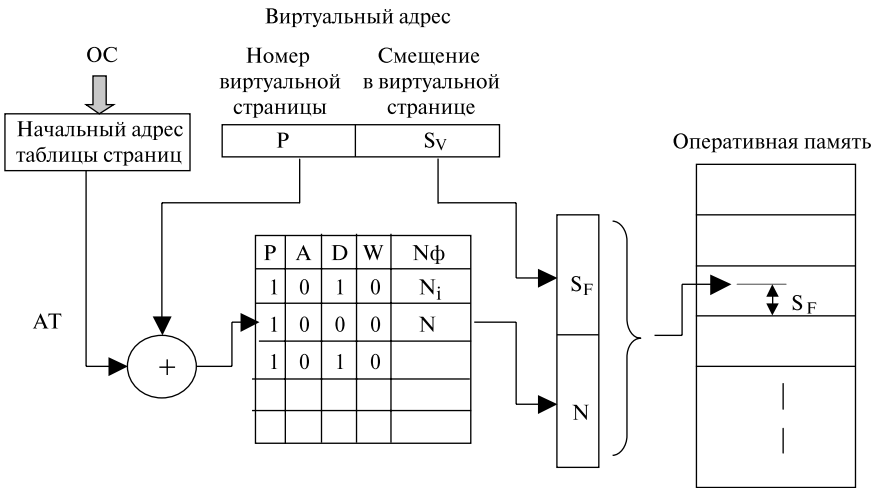 Виртуальный адрес
ОС
Номер
виртуальной
страницы
Смещение
в виртуальной
странице
Начальный адрес
таблицы страниц
P
SV
Оперативная память
P A D W Nф
1 0 1 0 Ni
1 0 0 0 N
1 0 1 0
АТ
+
SF
N
SF